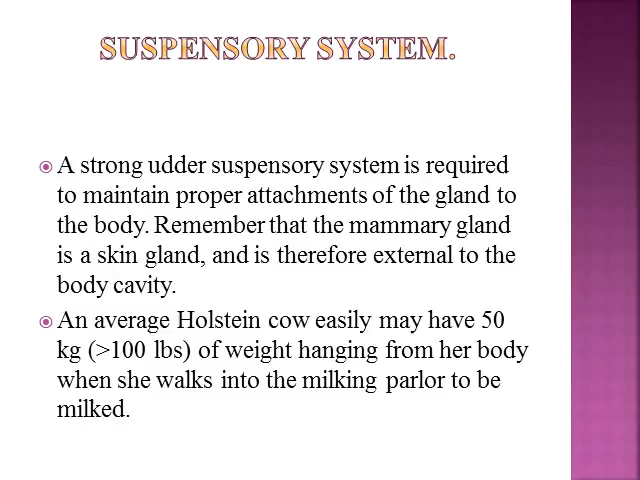 SUSPENSORY SYSTEM.
A strong udder suspensory system is required
to maintain proper attachments of the gland to
the body. Remember that the mammary gland
is a skin gland, and is therefore external to the
body cavity.
An average Holstein cow easily may have 50
kg (>100 lbs) of weight hanging from her body
when she walks into the milking parlor to be
milked.